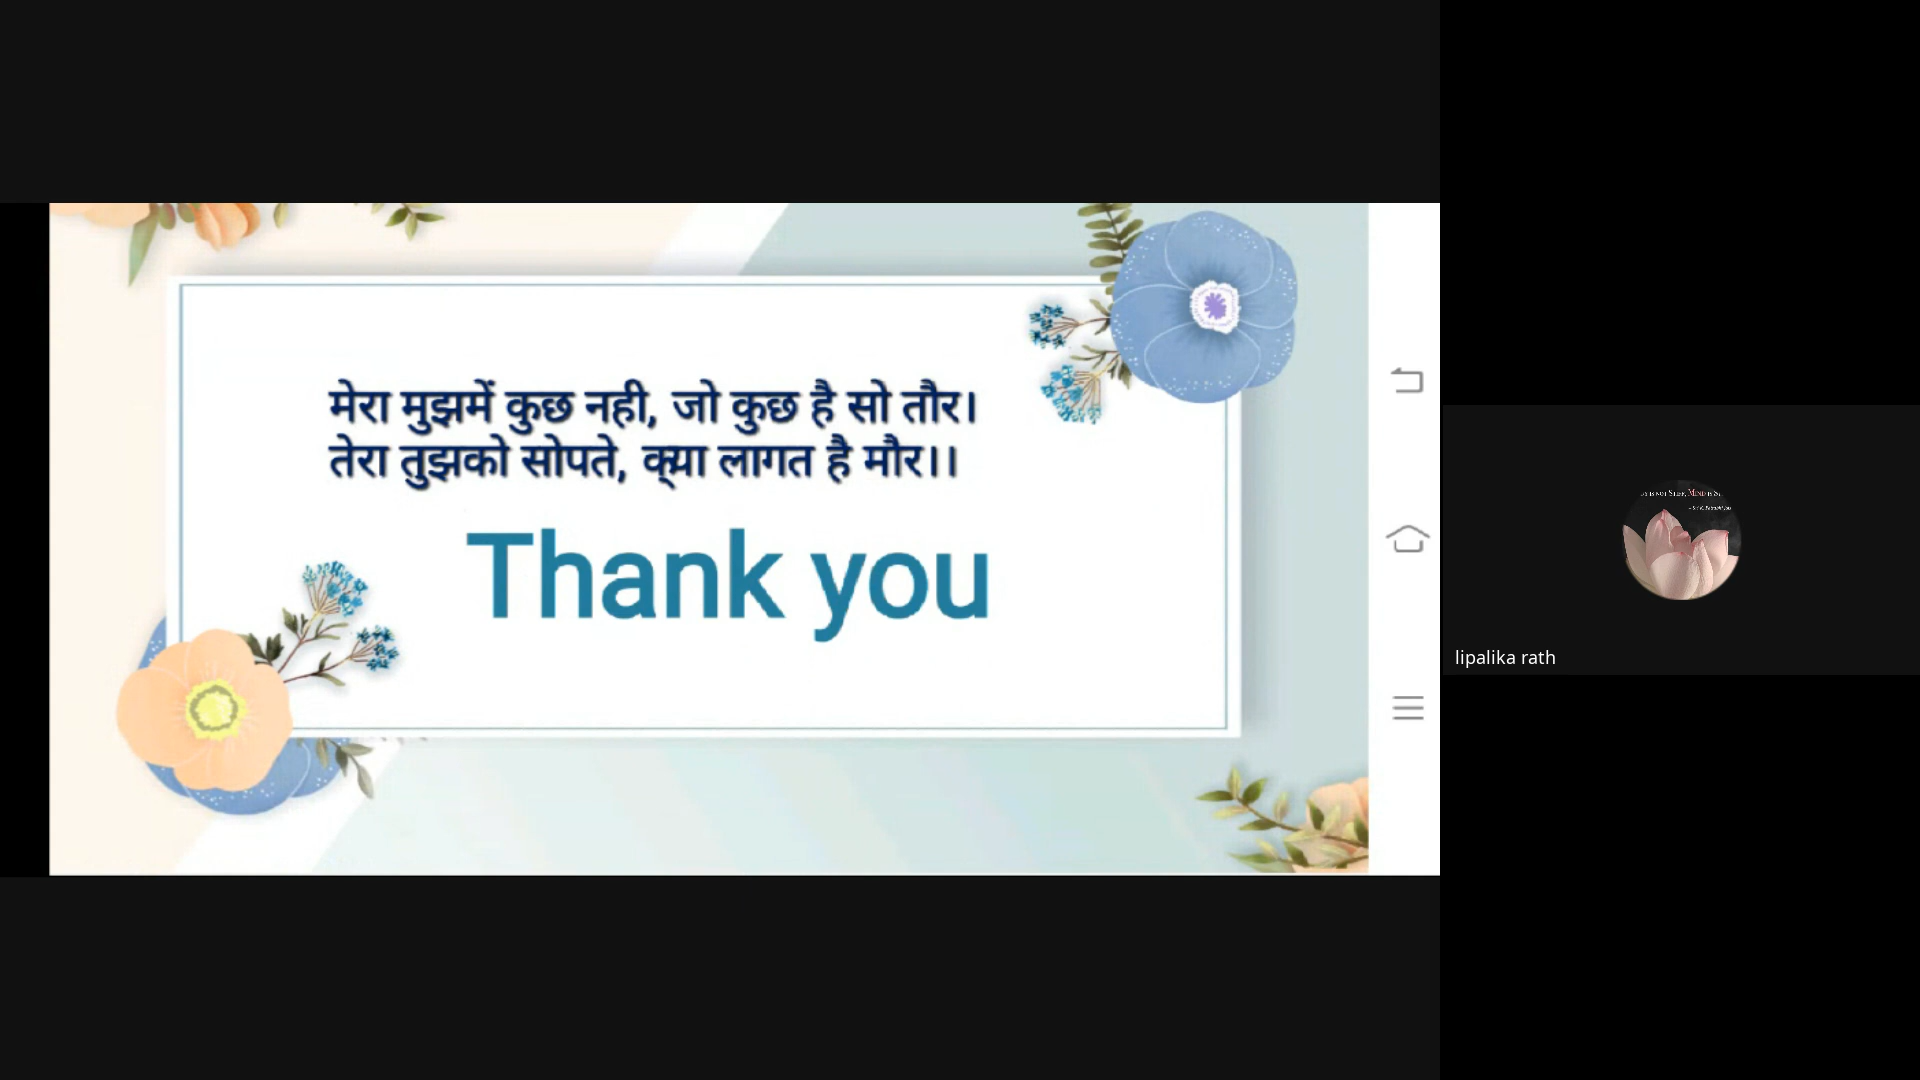 मेरा मुझमें कुछ नही, जो कुछ है सो तौर।
तेरा तुझको सोपते, क्या लागत है मौर।।
Thank you
lipalika rath